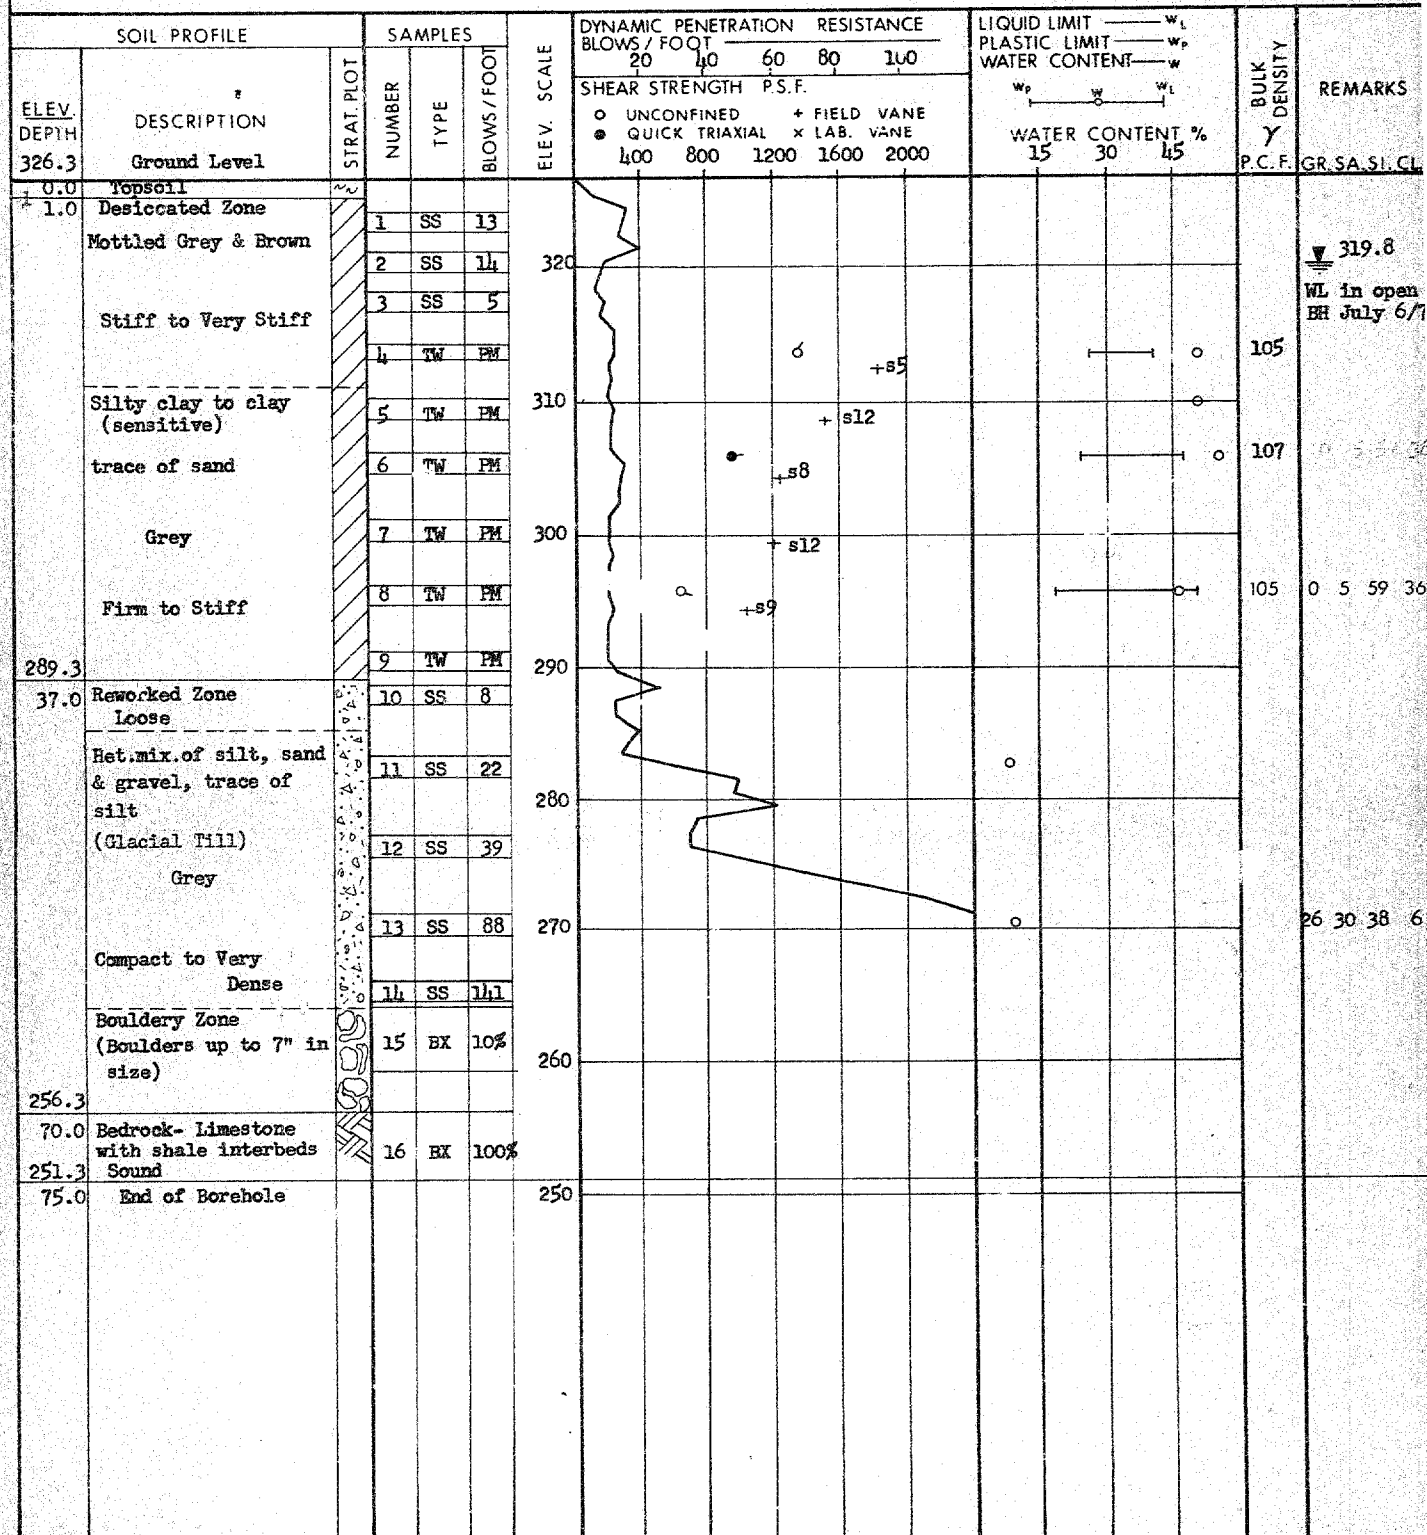 SOIL PROFILE
SAMPLES
ELEV. SCALE
DYNAMIC PENETRATION RESISTANCE
BLOWS / FOOT
20 40 60 80 100
SHEAR STRENGTH P.S.F.
UNCONFINED + FIELD VANE
QUICK TRIAXIAL × LAB. VANE
400 800 1200 1600 2000
LIQUID LIMIT WL
PLASTIC LIMIT WP
WATER CONTENT W
WP W WL
WATER CONTENT %
15 30 45
BULK DENSITY
γ
P.C.F.
REMARKS
GR. SA. SI. CL.
ELEV.
DEPTH
DESCRIPTION
STRAT. PLOT
NUMBER
TYPE
BLOWS / FOOT
326.3 Ground Level
0.0 Topsoil
1.0 Desiccated Zone
1 SS 13
Mottled Grey & Brown
319.8
2 SS 14
320
WL in open
3 SS 5
BH July 6/7
Stiff to Very Stiff
4 TW PM
105
s5
Silty clay to clay
(sensitive)
5 TW PM
310
s12
trace of sand
6 TW PM
107
s8
Grey
7 TW PM
300
s12
8 TW PM
105 0 5 59 36
Firm to Stiff
s9
289.3
9 TW PM
290
37.0 Reworked Zone
Loose
10 SS 8
Het.mix.of silt, sand
& gravel, trace of
silt
11 SS 22
280
(Glacial Till)
12 SS 39
Grey
13 SS 88
270
26 30 38 6
Compact to Very
Dense
14 SS 141
Bouldery Zone
(Boulders up to 7" in
size)
15 BX 10%
260
256.3
70.0 Bedrock- Limestone
with shale interbeds
Sound
16 BX 100%
251.3
75.0 End of Borehole
250